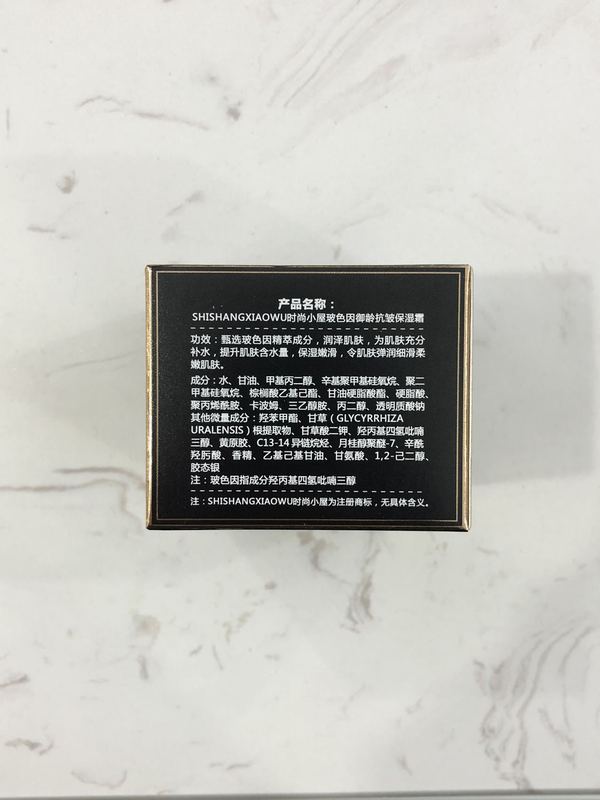 产品名称：
SHISHANGXIAOWU时尚小屋玻色因御龄抗皱保湿霜
功效：甄选玻色因精萃成分，润泽肌肤，为肌肤充分
补水，提升肌肤含水量，保湿嫩滑，令肌肤弹润细滑柔
嫩肌肤。
成分：水、甘油、甲基丙二醇、辛基聚甲基硅氧烷、聚二
甲基硅氧烷、棕榈酸乙基己酯、甘油硬脂酸酯、硬脂酸、
聚丙烯酰胺、卡波姆、三乙醇胺、丙二醇、透明质酸钠
其他微量成分：羟苯甲酯、甘草（GLYCYRRHIZA
URALENSIS）根提取物、甘草酸二钾、羟丙基四氢吡喃
三醇、黄原胶、C13-14 异链烷烃、月桂醇聚醚-7、辛酰
羟肟酸、香精、乙基己基甘油、甘氨酸、1,2-己二醇、
胶态银
注：玻色因指成分羟丙基四氢吡喃三醇
注：SHISHANGXIAOWU时尚小屋为注册商标，无具体含义。